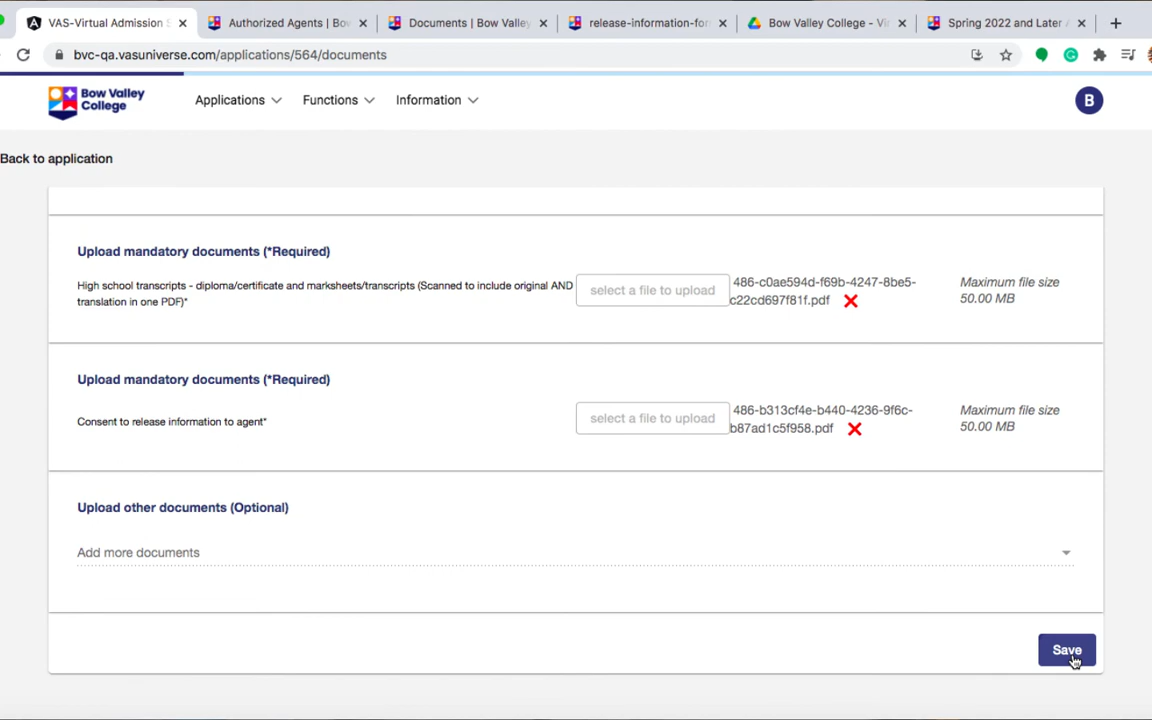 VAS-Virtual Admission S
Authorized Agents | Bow
Documents | Bow Valley
release-information-form
Bow Valley College - Vi
Spring 2022 and Later A
bvc-qa.vasuniverse.com/applications/564/documents
Bow Valley
College
Applications
Functions
Information
B
Back to application
Upload mandatory documents (*Required)
High school transcripts - diploma/certificate and marksheets/transcripts (Scanned to include original AND
translation in one PDF)*
select a file to upload
486-c0ae594d-f69b-4247-8be5-
c22cd697f81f.pdf
Maximum file size
50.00 MB
Upload mandatory documents (*Required)
Consent to release information to agent*
select a file to upload
486-b313cf4e-b440-4236-9f6c-
b87ad1c5f958.pdf
Maximum file size
50.00 MB
Upload other documents (Optional)
Add more documents
Save